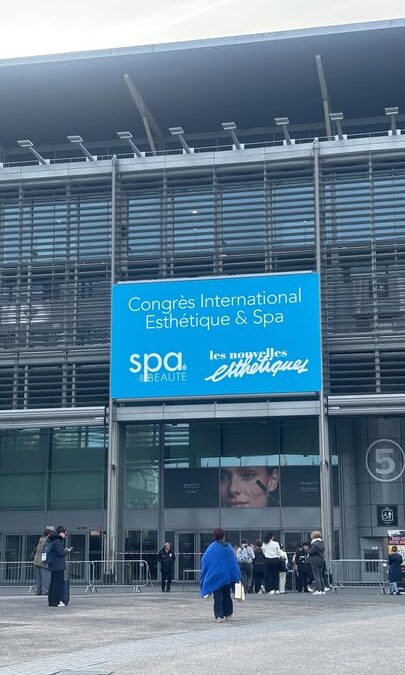 Congrès International
Esthétique & Spa
spa
& BEAUTÉ
les nouvelles
esthétiques
5